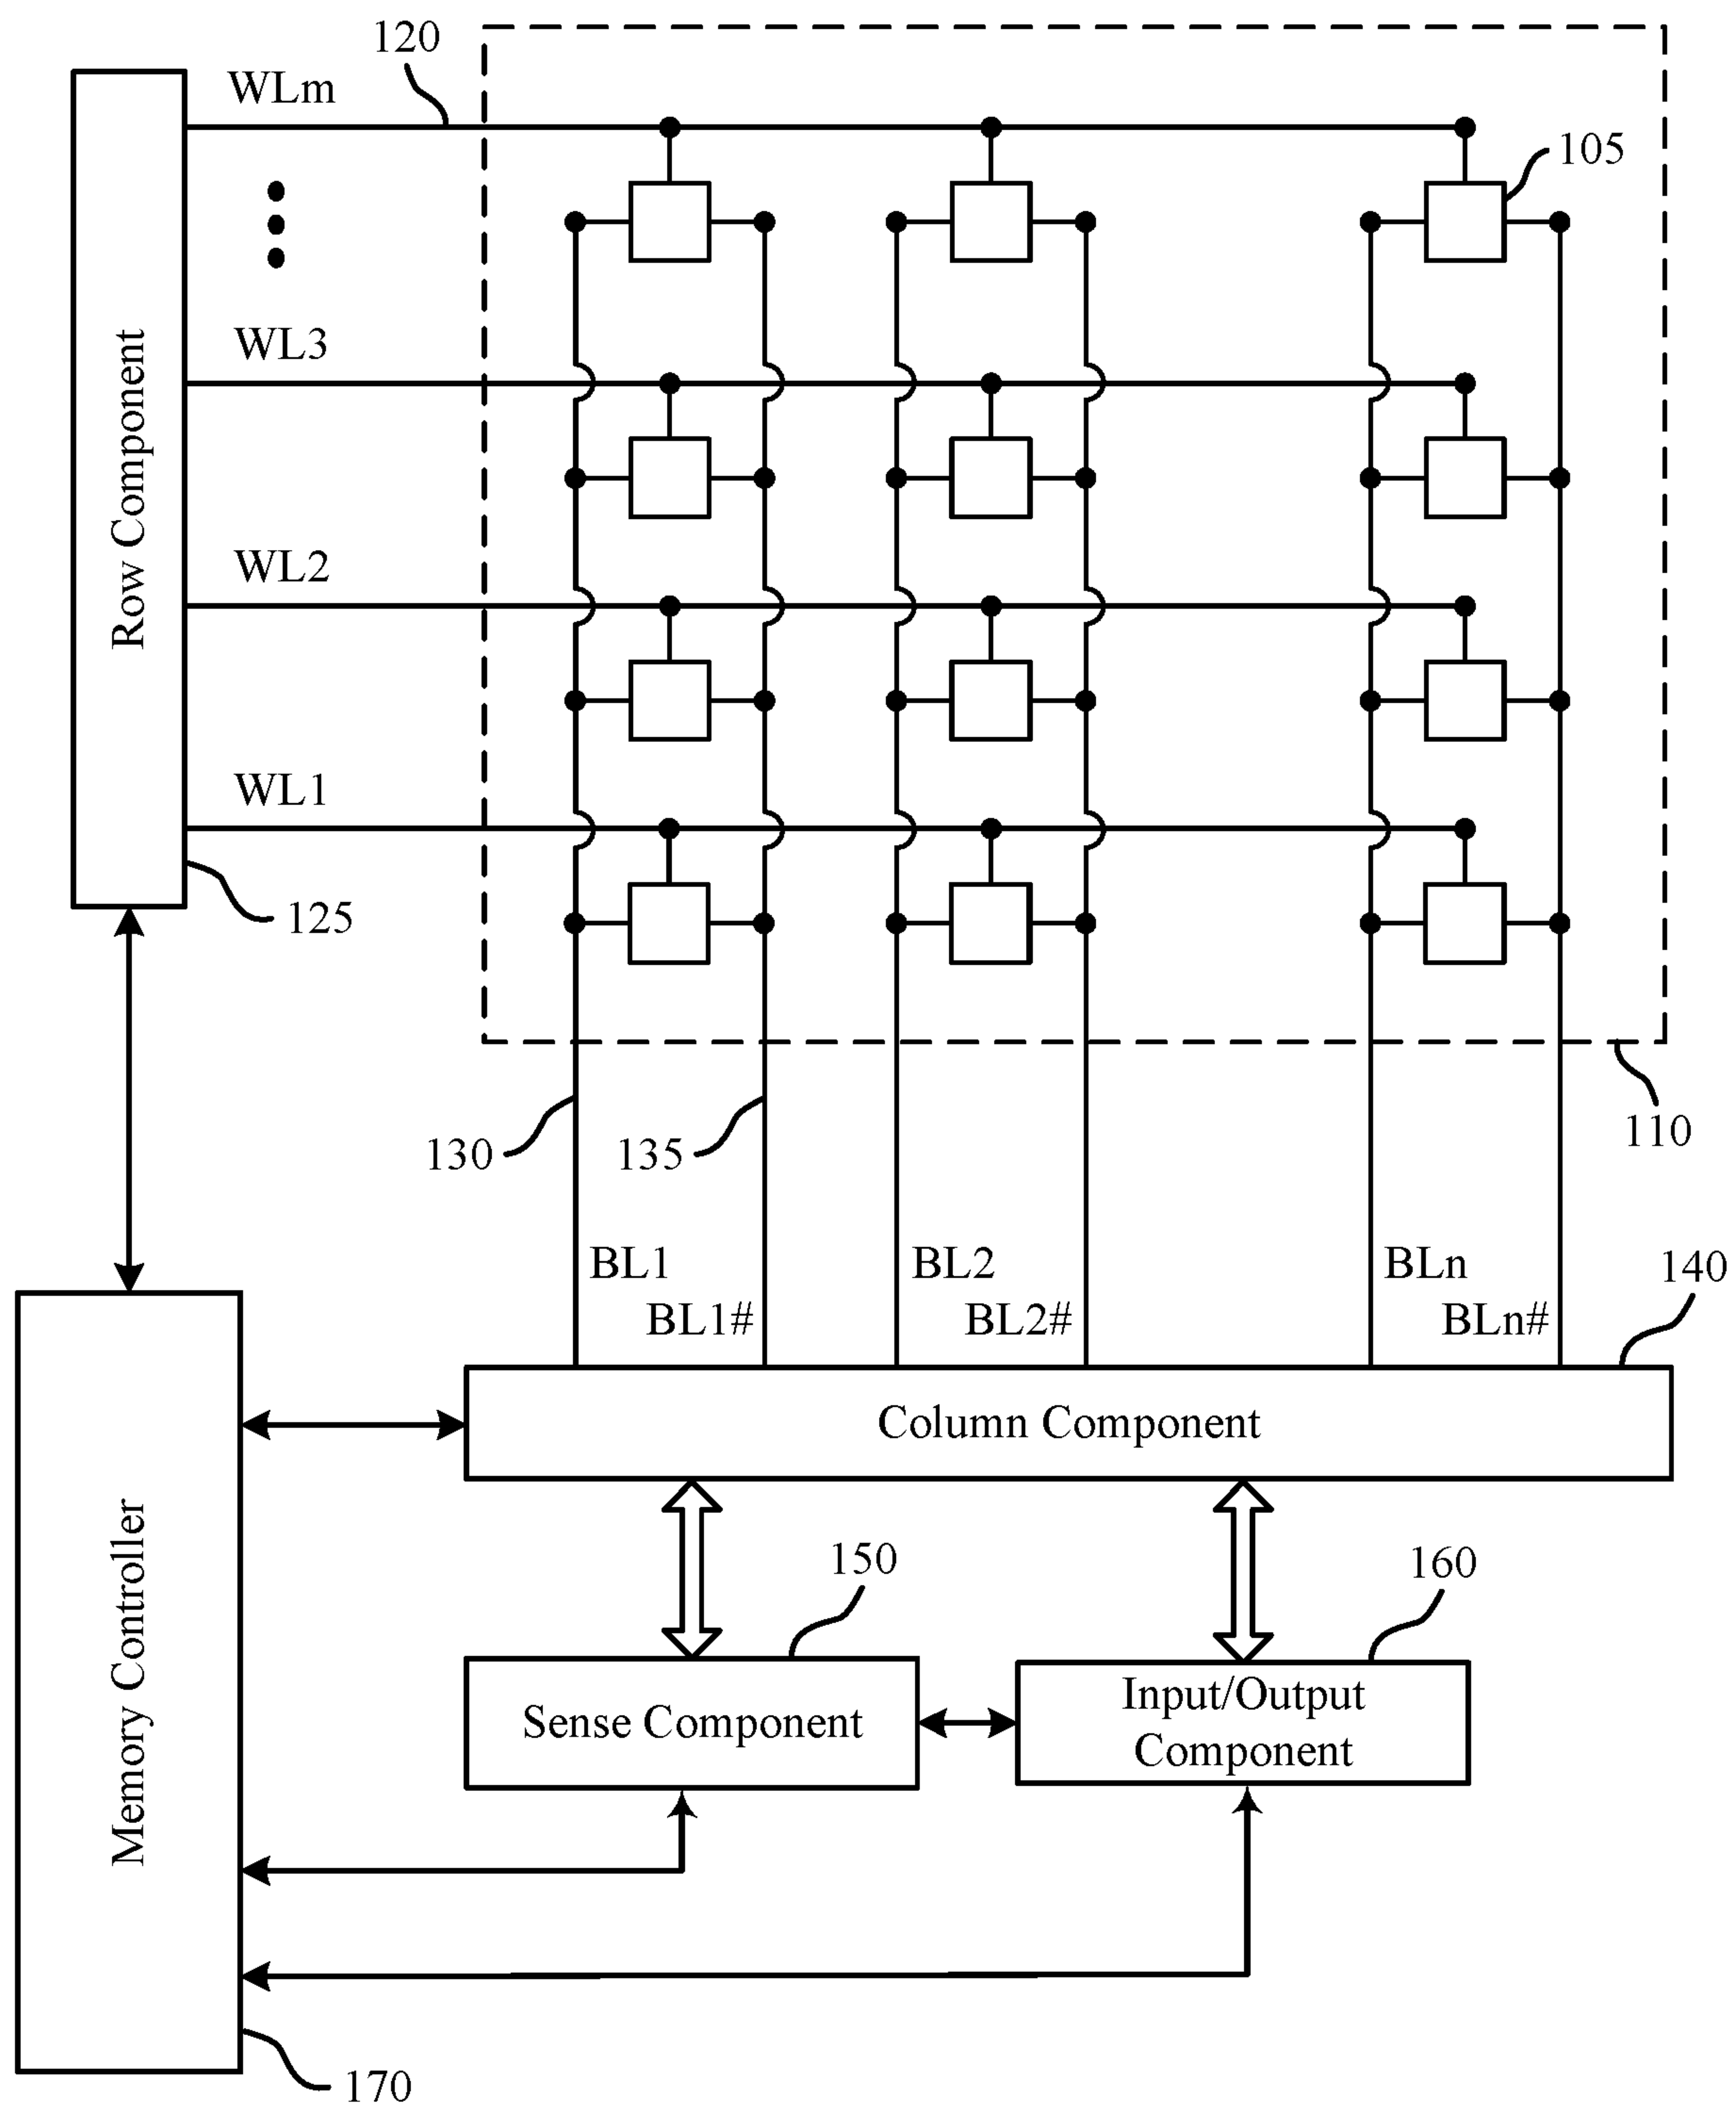 120
WLm
105
WL3
Row Component
WL2
WL1
125
110
130
135
BL1
BL2
BLn
140
BL1#
BL2#
BLn#
Column Component
Memory Controller
150
160
Sense Component
Input/Output
Component
170